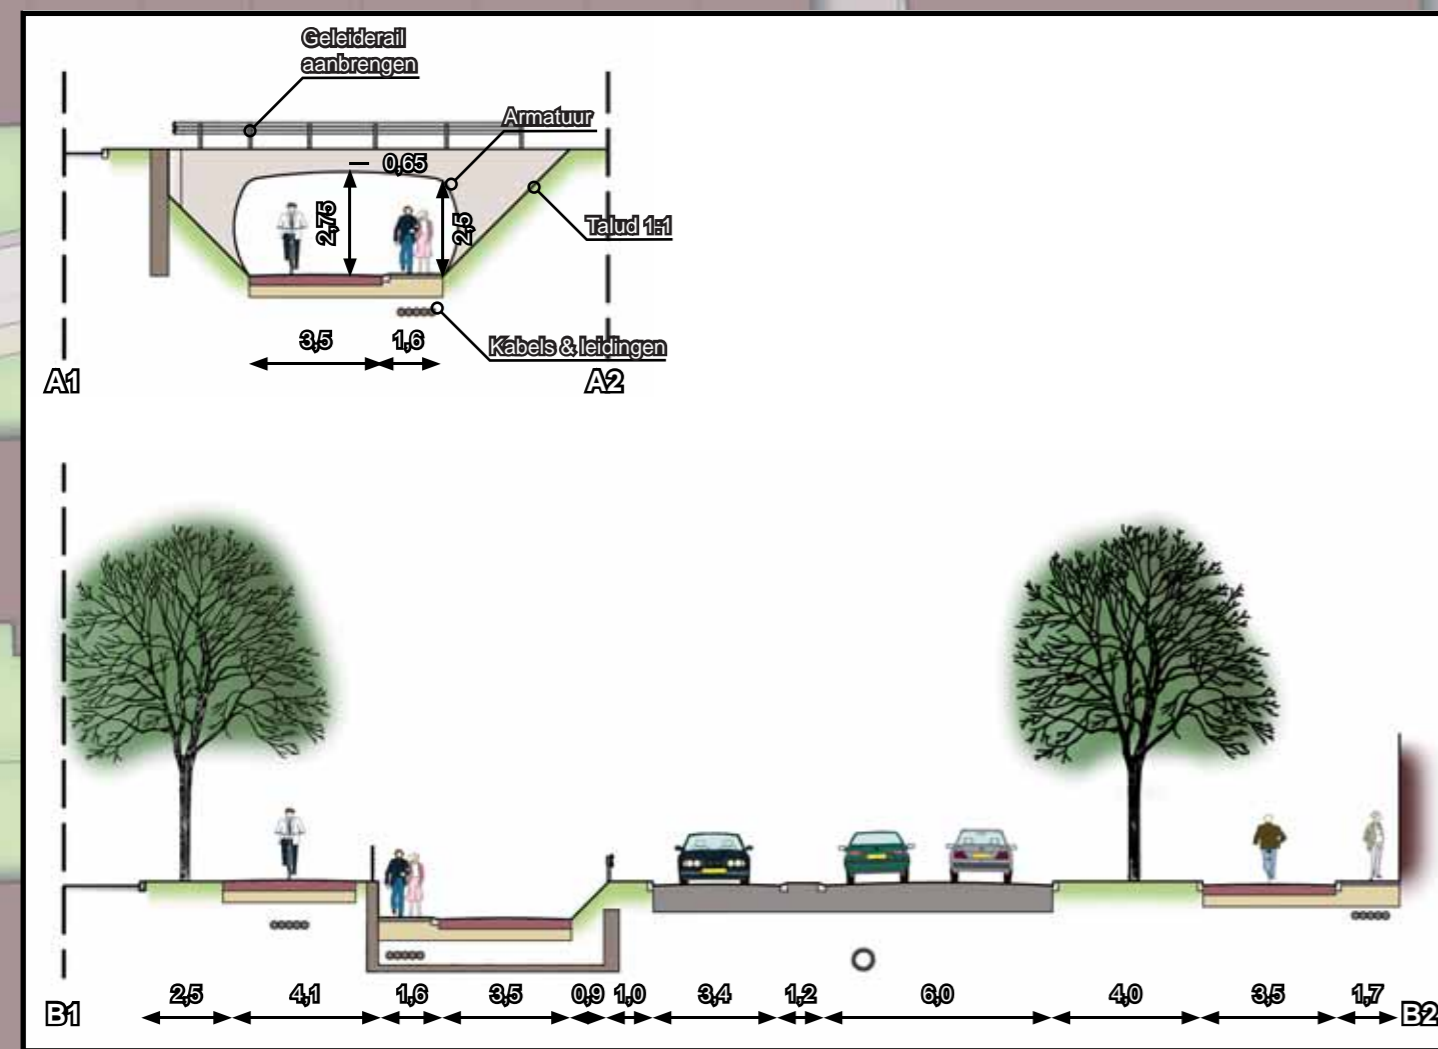 Geleiderail
aanbrengen
Armatuur
0,65
2,75
2,5
Talud 1:1
3,5
1,6
Kabels & leidingen
A1
A2
2,5
4,1
1,6
3,5
0,9
1,0
3,4
1,2
6,0
4,0
3,5
1,7
B1
B2